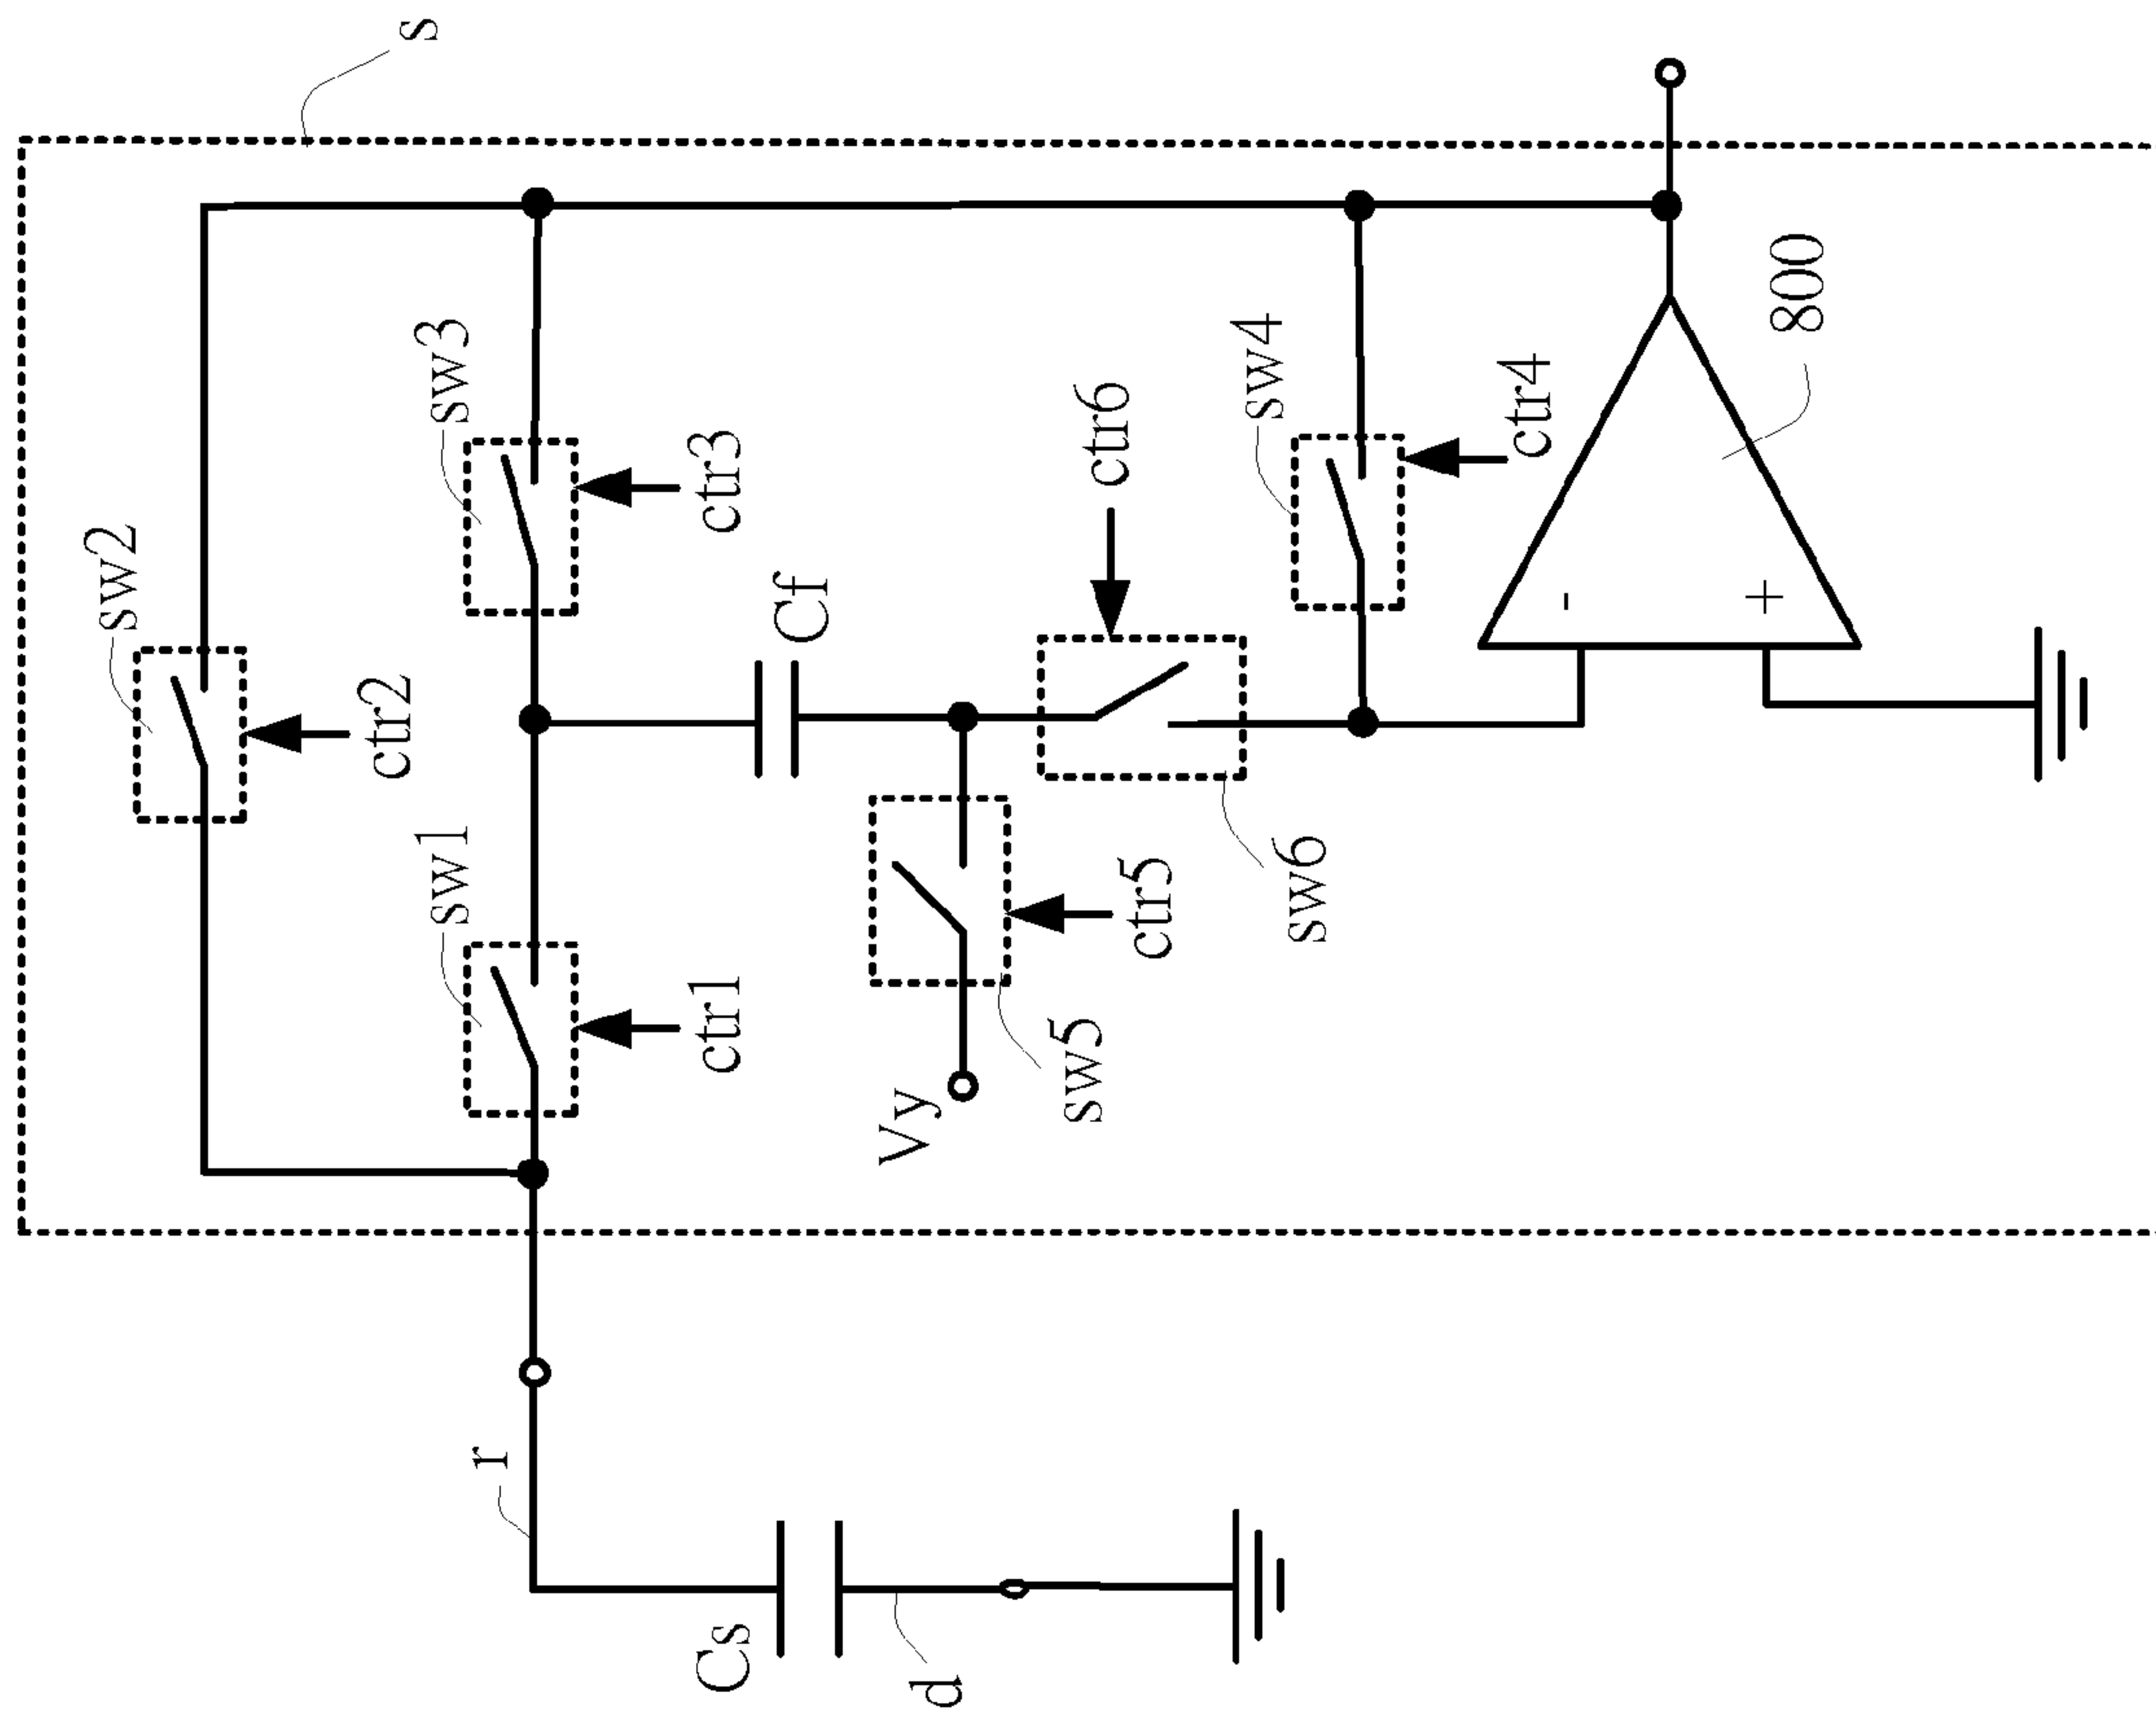 s
sw2
ctr2
sw1
ctr1
sw3
ctr3
Cf
ctr6
sw6
Vy
sw5
ctr5
sw4
ctr4
-
+
800
r
Cs
d